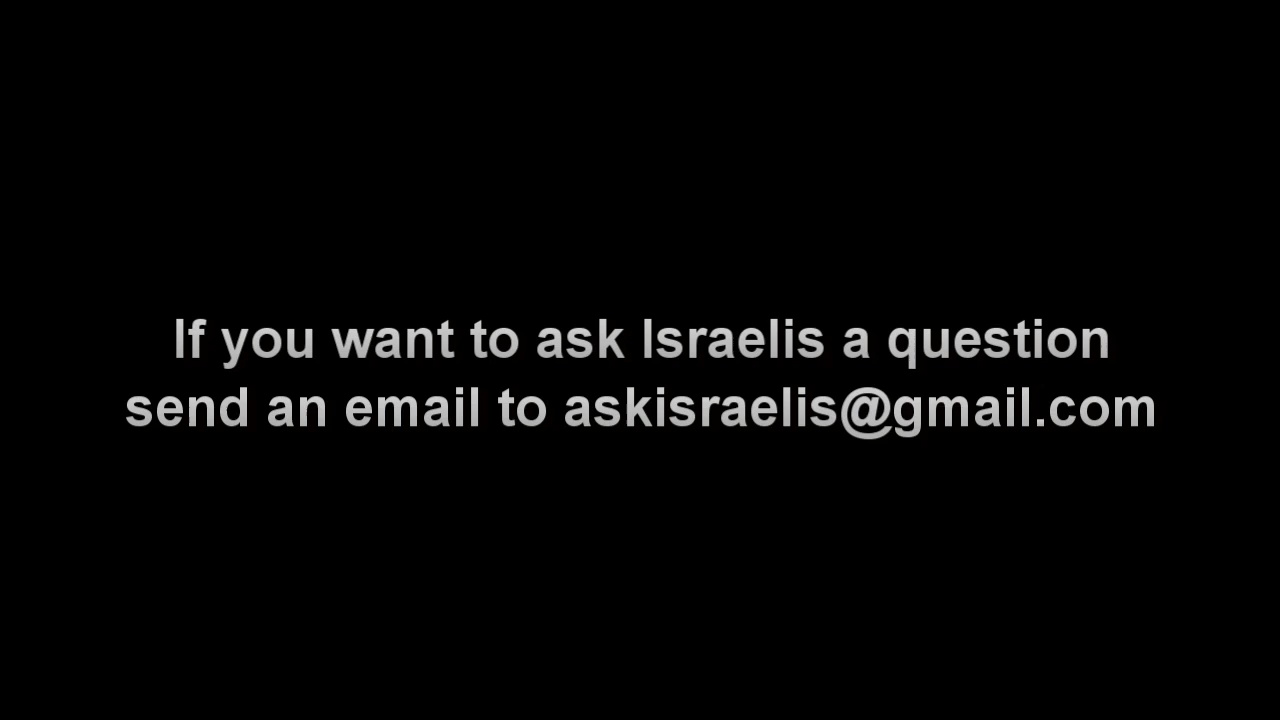 If you want to ask Israelis a question
send an email to askisraelis@gmail.com